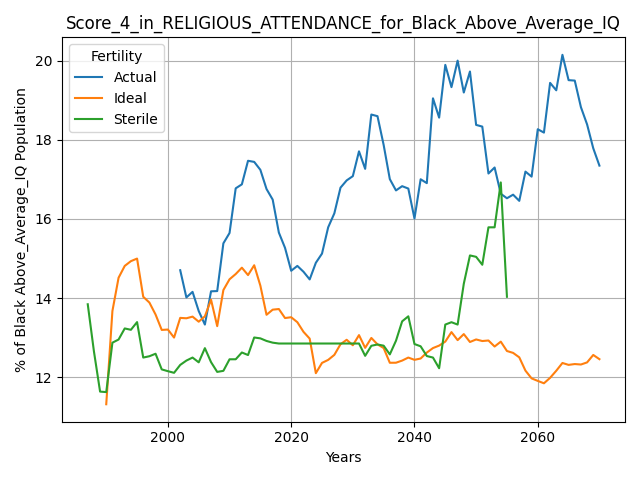 Score_4_in_RELIGIOUS_ATTENDANCE_for_Black_Above_Average_IQ
Fertility
Actual
Ideal
Sterile
% of Black Above_Average_IQ Population
20
18
16
14
12
2000
2020
2040
2060
Years